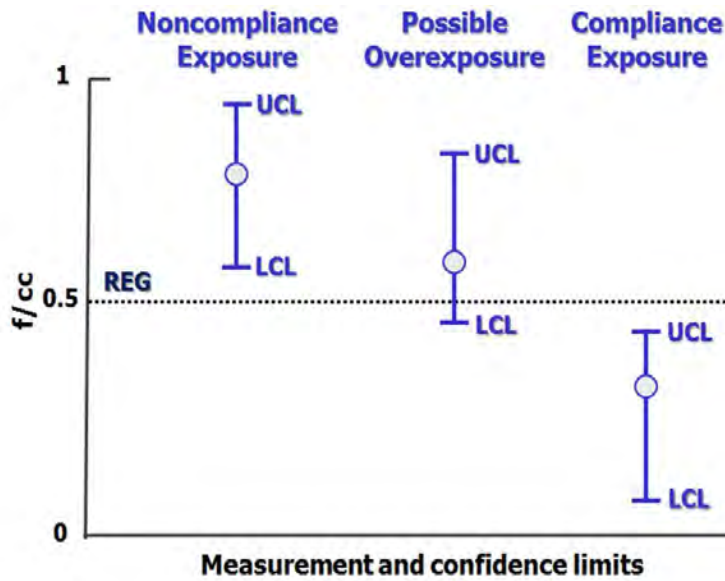 Noncompliance Exposure
Possible Overexposure
Compliance Exposure
1
UCL
UCL
LCL
REG
0.5
f/cc
LCL
UCL
LCL
0
Measurement and confidence limits